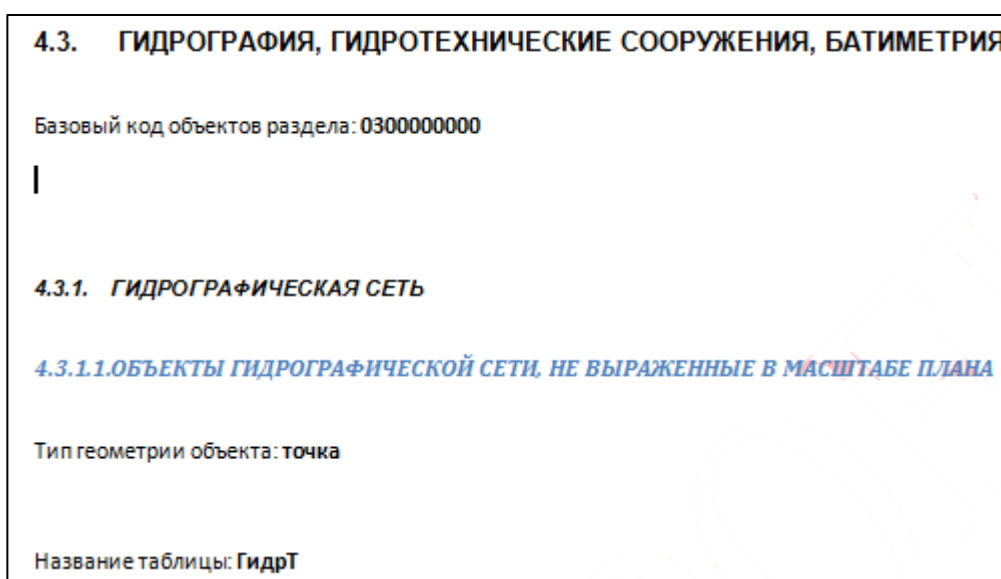 4.3. ГИДРОГРАФИЯ, ГИДРОТЕХНИЧЕСКИЕ СООРУЖЕНИЯ, БАТИМЕТРИЯ
Базовый код объектов раздела: 0300000000
4.3.1. ГИДРОГРАФИЧЕСКАЯ СЕТЬ
4.3.1.1.ОБЪЕКТЫ ГИДРОГРАФИЧЕСКОЙ СЕТИ, НЕ ВЫРАЖЕННЫЕ В МАСШТАБЕ ПЛАНА
Тип геометрии объекта: точка
Название таблицы: ГидрТ